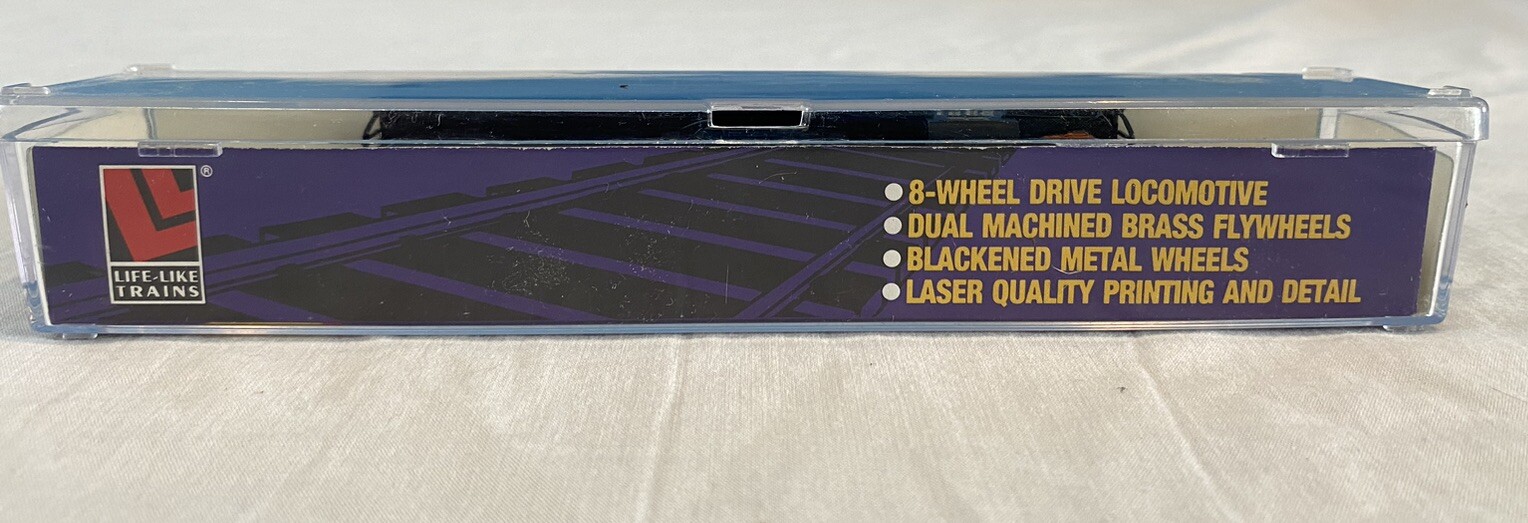 ®
LIFE-LIKE
TRAINS
8-WHEEL DRIVE LOCOMOTIVE
DUAL MACHINED BRASS FLYWHEELS
BLACKENED METAL WHEELS
LASER QUALITY PRINTING AND DETAIL